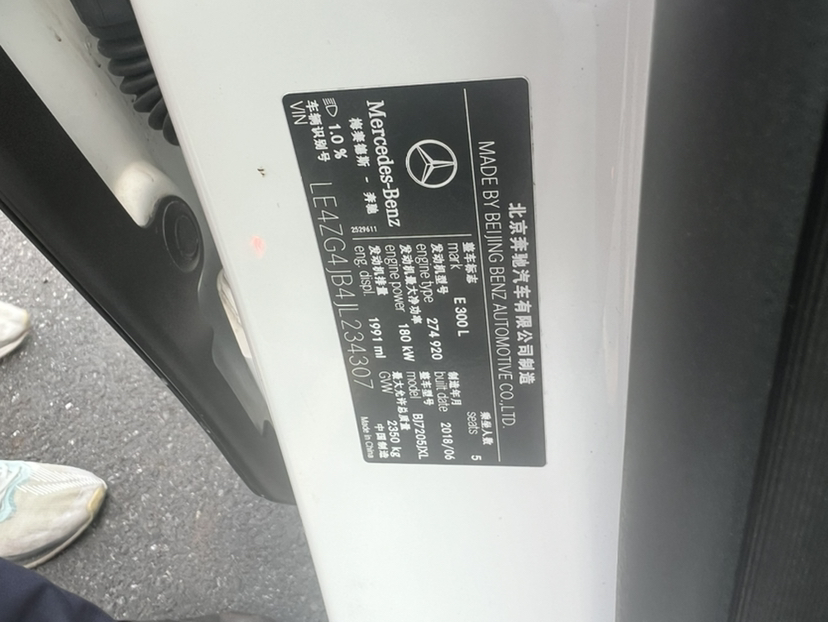 北京奔驰汽车有限公司制造
MADE BY BEIJING BENZ AUTOMOTIVE CO.,LTD.
乘坐人数 5
seats
整车标志 E 300 L
mark
制造年月 2018/06
built date
发动机型号 274 920
engine type
整车型号 BJ7205JXL
model
发动机最大净功率 180 kW
engine power
最大允许总质量 2350 kg
GVW
发动机排量 1991 ml
eng. displ.
中国制造
Made in China
Mercedes-Benz
梅赛德斯 - 奔驰
2529611
1.0 %
车辆识别号
VIN LE4ZG4JB4JL234307